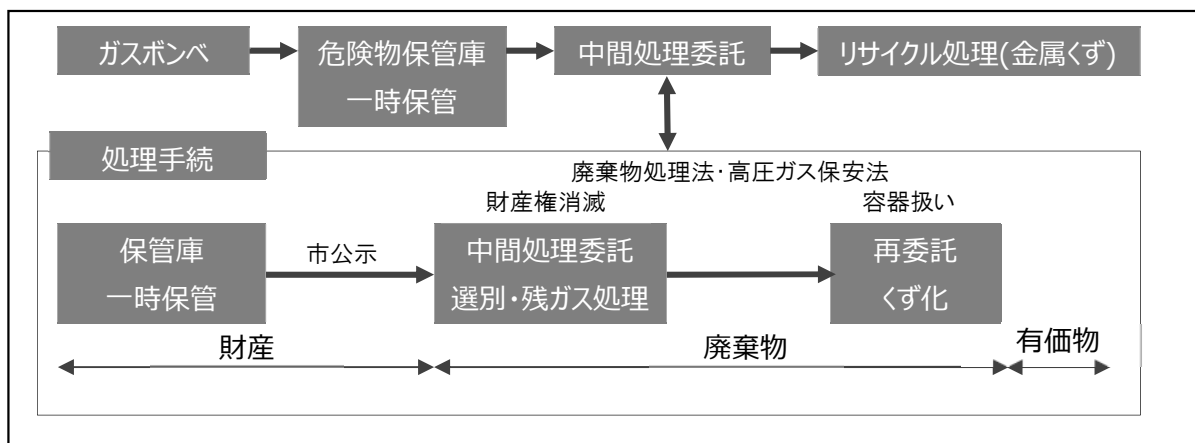 ガスボンベ
危険物保管庫
一時保管
中間処理委託
リサイクル処理(金属くず)
処理手続
廃棄物処理法・高圧ガス保安法
財産権消滅
容器扱い
保管庫
一時保管
市公示
中間処理委託
選別・残ガス処理
再委託
くず化
財産
廃棄物
有価物